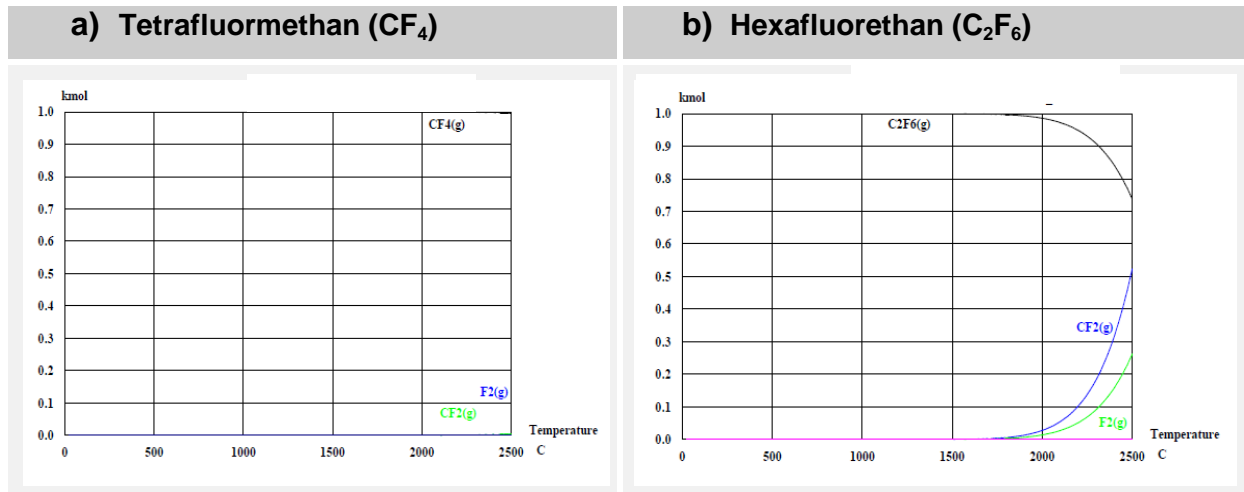 a) Tetrafluormethan (CF₄)
kmol
1.0
CF4(g)
0.9
0.8
0.7
0.6
0.5
0.4
0.3
0.2
F2(g)
0.1
CF2(g)
0.0
Temperature
0 500 1000 1500 2000 2500 C
b) Hexafluorethan (C₂F₆)
kmol
1.0
C2F6(g)
0.9
0.8
0.7
0.6
0.5
0.4
CF2(g)
0.3
0.2
0.1
F2(g)
0.0
Temperature
0 500 1000 1500 2000 2500 C